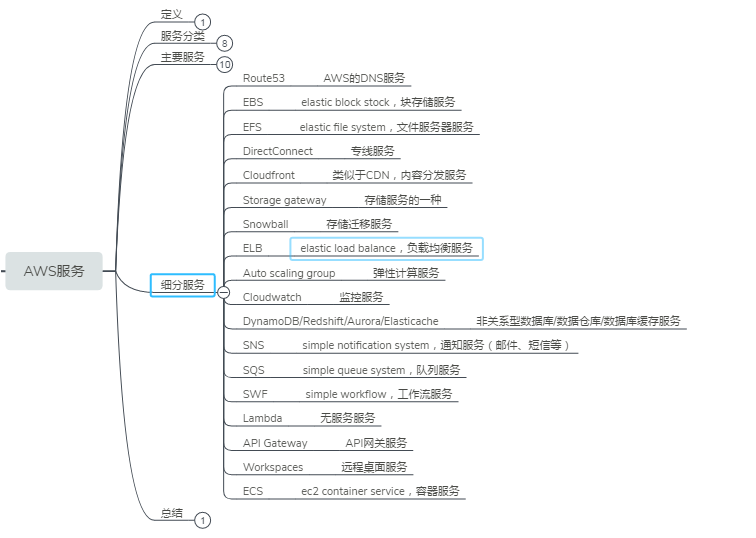 定义 1
服务分类 8
主要服务 10
Route53 AWS的DNS服务
EBS elastic block stock，块存储服务
EFS elastic file system，文件服务器服务
DirectConnect 专线服务
Cloudfront 类似于CDN，内容分发服务
Storage gateway 存储服务的一种
Snowball 存储迁移服务
ELB elastic load balance，负载均衡服务
AWS服务
Auto scaling group 弹性计算服务
细分服务
Cloudwatch 监控服务
DynamoDB/Redshift/Aurora/Elasticache 非关系型数据库/数据仓库/数据库缓存服务
SNS simple notification system，通知服务（邮件、短信等）
SQS simple queue system，队列服务
SWF simple workflow，工作流服务
Lambda 无服务服务
API Gateway API网关服务
Workspaces 远程桌面服务
ECS ec2 container service，容器服务
总结 1